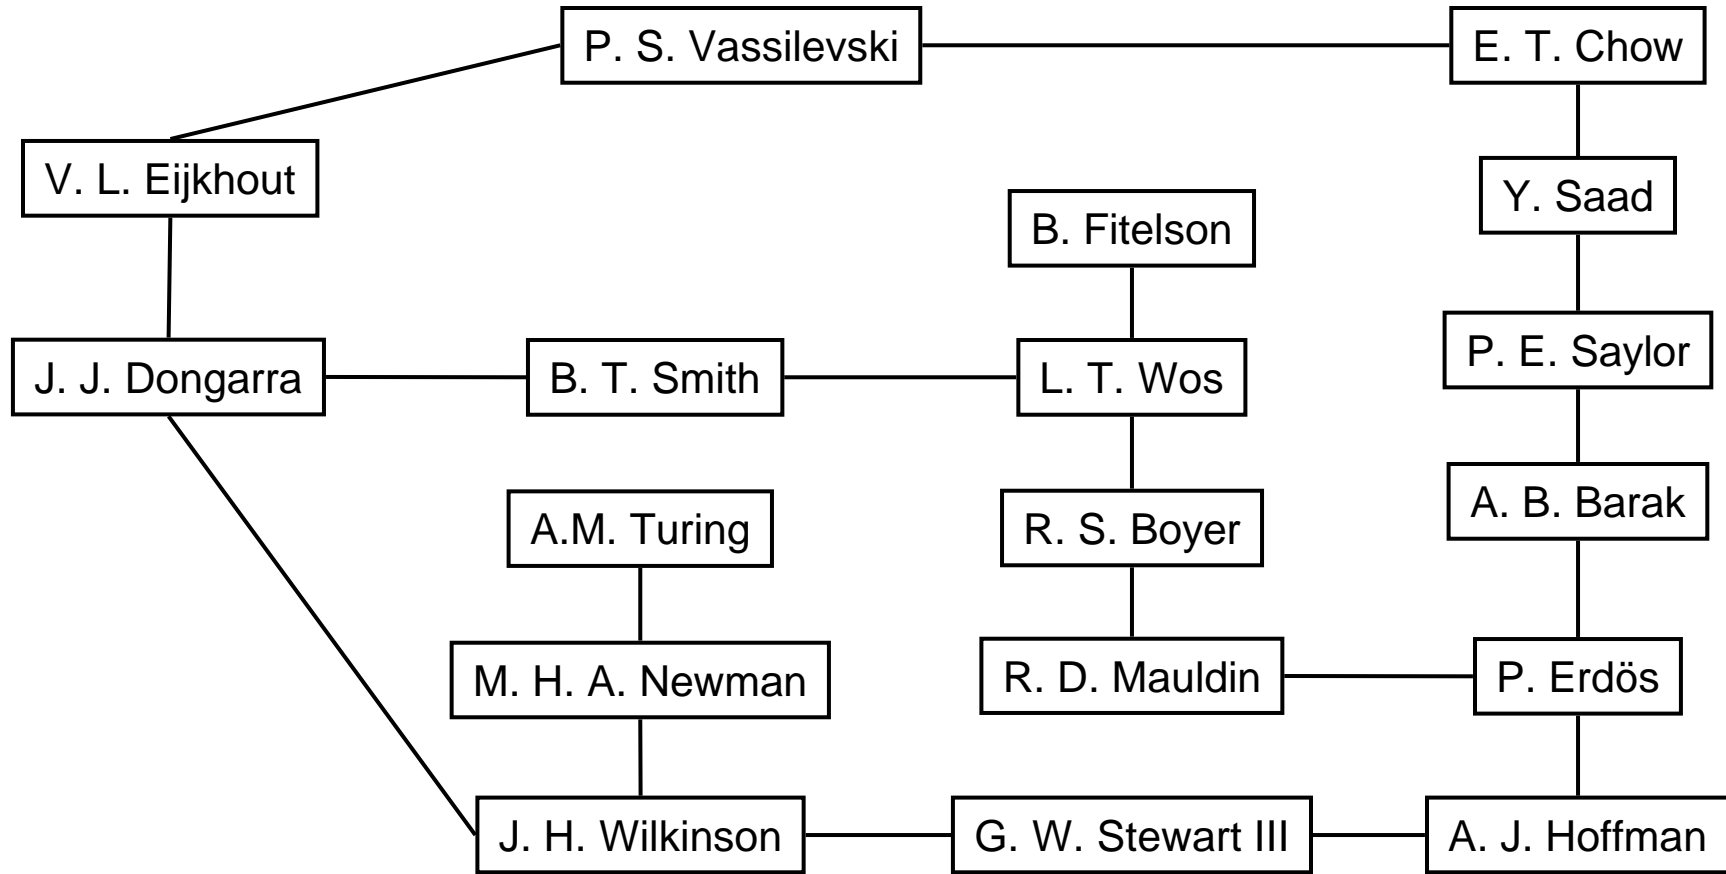 P. S. Vassilevski
E. T. Chow
V. L. Eijkhout
Y. Saad
B. Fitelson
J. J. Dongarra
B. T. Smith
L. T. Wos
P. E. Saylor
A.M. Turing
R. S. Boyer
A. B. Barak
M. H. A. Newman
R. D. Mauldin
P. Erdös
J. H. Wilkinson
G. W. Stewart III
A. J. Hoffman